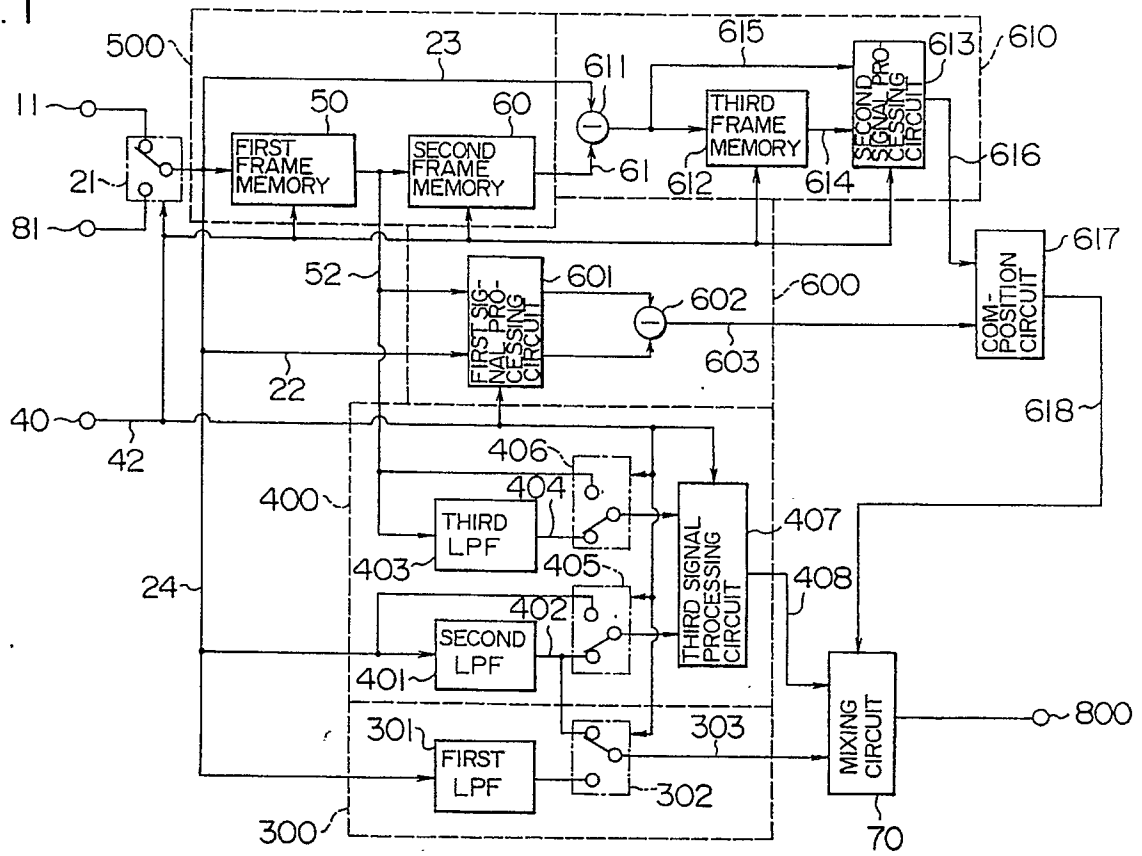 . 1
500
23
615
613
610
611
11
50
60
FIRST
FRAME
MEMORY
SECOND
FRAME
MEMORY
THIRD
FRAME
MEMORY
SECOND
SIGNAL PRO
CESSING
CIRCUIT
21
61
612
614
616
81
52
601
602
600
617
FIRST SIG-
NAL PRO-
CESSING
CIRCUIT
COM-
POSITION
CIRCUIT
22
603
40
42
618
406
404
400
THIRD
LPF
403
407
405
THIRD SIGNAL
PROCESSING
CIRCUIT
408
24
402
SECOND
LPF
401
301
303
800
FIRST
LPF
302
MIXING
CIRCUIT
300
70